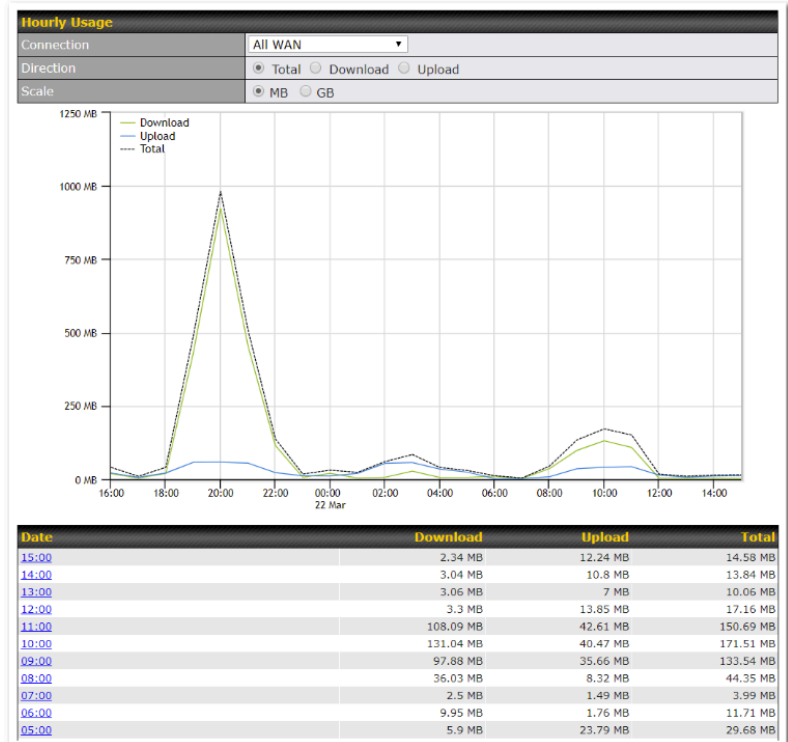 Hourly Usage
Connection All WAN
Direction Total Download Upload
Scale MB GB
1250 MB
Download
Upload
Total
1000 MB
750 MB
500 MB
250 MB
0 MB
16:00 18:00 20:00 22:00 00:00 02:00 04:00 06:00 08:00 10:00 12:00 14:00
22 Mar
Date Download Upload Total
15:00 2.34 MB 12.24 MB 14.58 MB
14:00 3.04 MB 10.8 MB 13.84 MB
13:00 3.06 MB 7 MB 10.06 MB
12:00 3.3 MB 13.85 MB 17.16 MB
11:00 108.09 MB 42.61 MB 150.69 MB
10:00 131.04 MB 40.47 MB 171.51 MB
09:00 97.88 MB 35.66 MB 133.54 MB
08:00 36.03 MB 8.32 MB 44.35 MB
07:00 2.5 MB 1.49 MB 3.99 MB
06:00 9.95 MB 1.76 MB 11.71 MB
05:00 5.9 MB 23.79 MB 29.68 MB